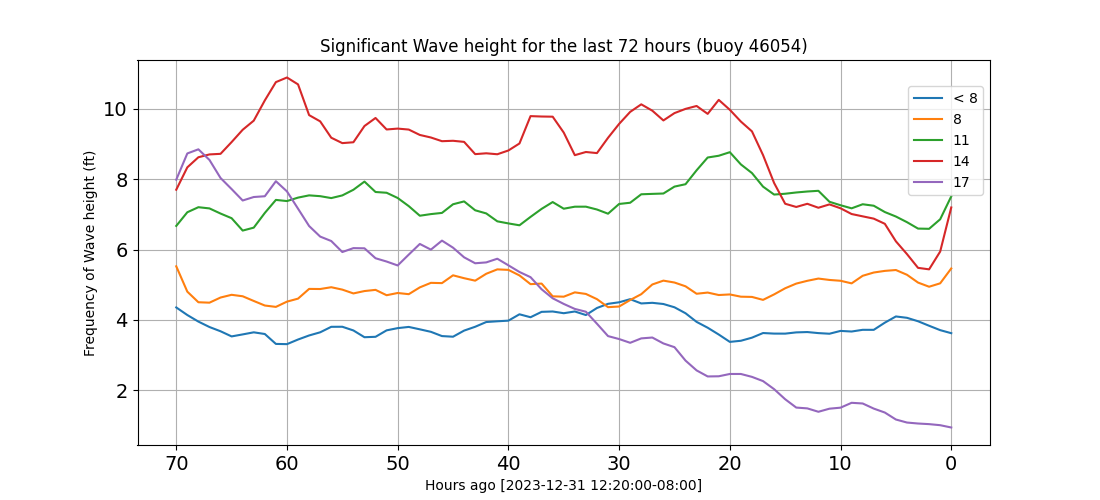 Significant Wave height for the last 72 hours (buoy 46054)
Frequency of Wave height (ft)
10
8
6
4
2
< 8
8
11
14
17
70 60 50 40 30 20 10 0
Hours ago [2023-12-31 12:20:00-08:00]